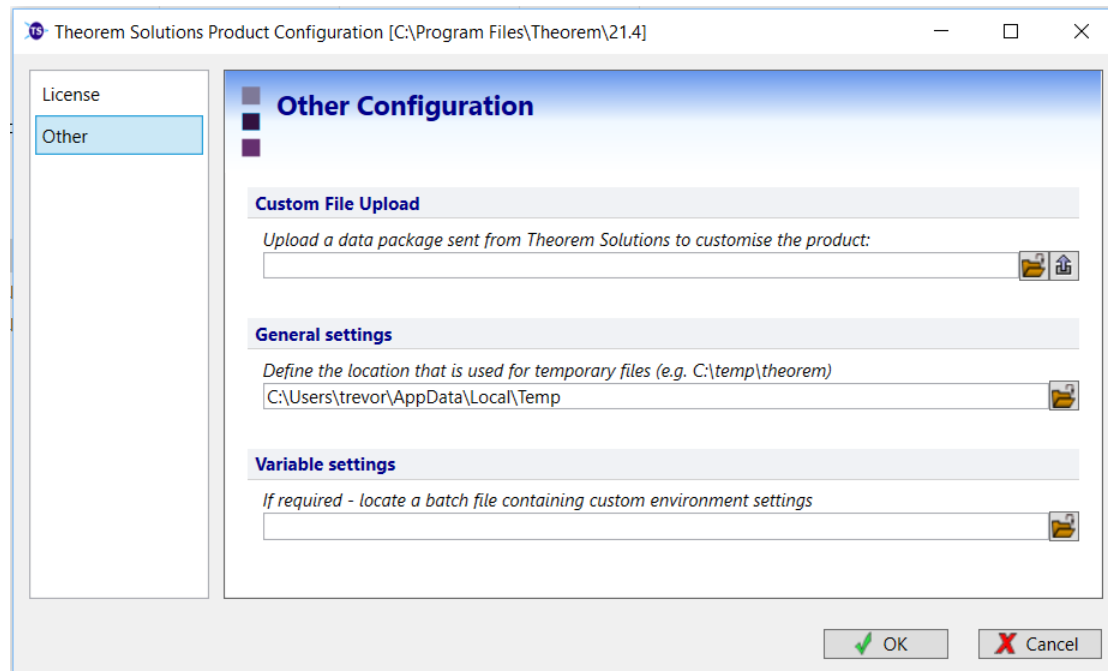 TS Theorem Solutions Product Configuration [C:\Program Files\Theorem\21.4]
License
Other
Other Configuration
Custom File Upload
Upload a data package sent from Theorem Solutions to customise the product:
General settings
Define the location that is used for temporary files (e.g. C:\temp\theorem)
C:\Users\trevor\AppData\Local\Temp
Variable settings
If required - locate a batch file containing custom environment settings
OK
Cancel